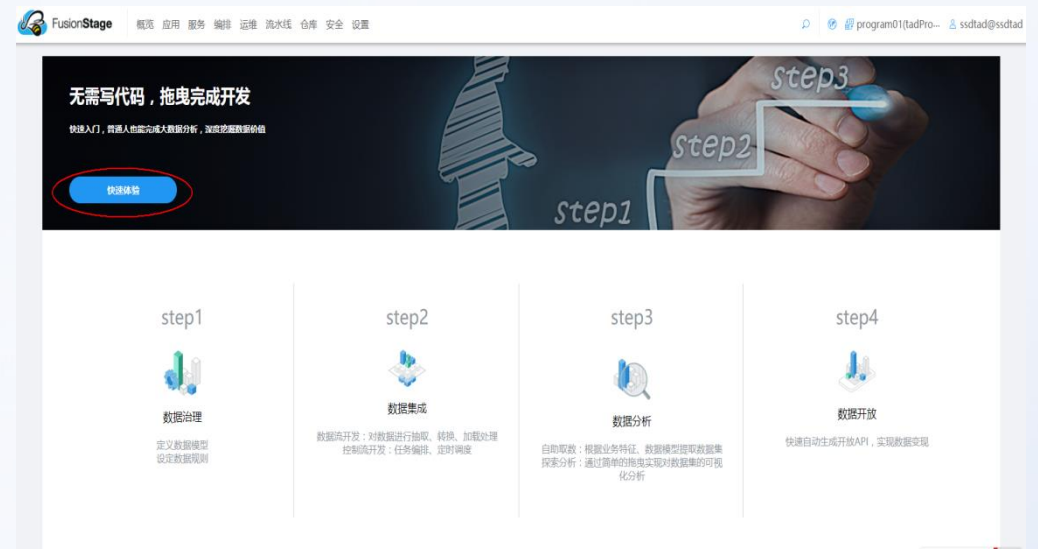 FusionStage 概览 应用 服务 编排 运维 流水线 仓库 安全 设置 program01(tadPro··· ssdtad@ssdtad
无需写代码，拖曳完成开发
快速入门，普通人也能完成大数据分析，深度挖掘数据价值
快速体验
step1
step2
step3
step1
step2
step3
step4
数据治理
数据集成
数据分析
数据开放
定义数据模型
设定数据规则
数据流开发：对数据进行抽取、转换、加载处理
控制流开发：任务编排、定时调度
自助取数：根据业务特征、数据模型提取数据集
探索分析：通过简单的拖曳实现对数据集的可视
化分析
快速自动生成开放API，实现数据变现